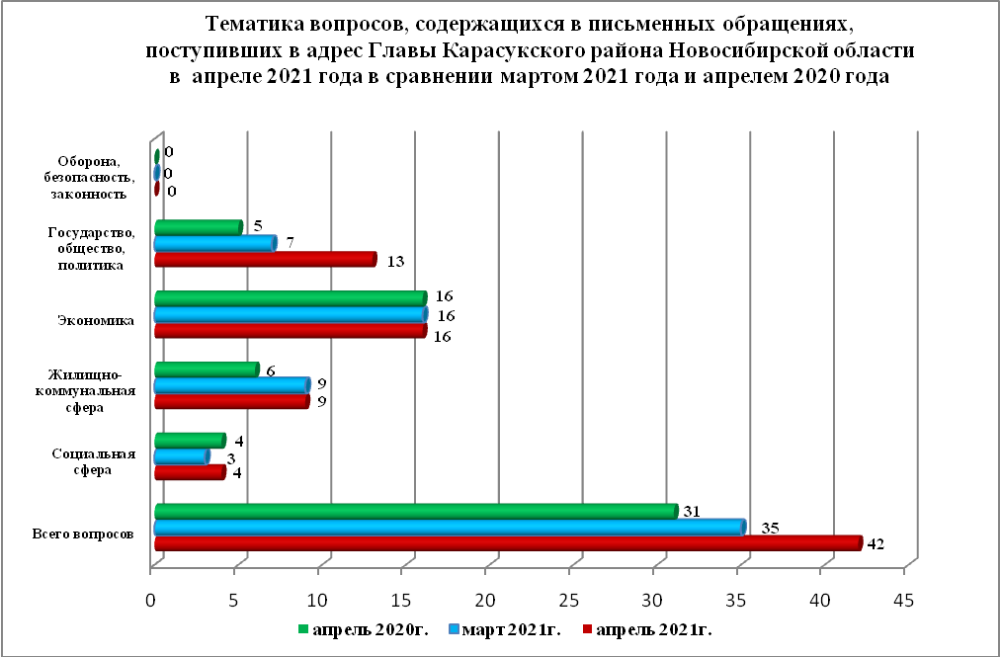 Тематика вопросов, содержащихся в письменных обращениях,
поступивших в адрес Главы Карасукского района Новосибирской области
в апреле 2021 года в сравнении мартом 2021 года и апрелем 2020 года
Оборона,
безопасность,
законность
0
0
0
Государство,
общество,
политика
5
7
13
Экономика
16
16
16
Жилищно-
коммунальная
сфера
6
9
9
Социальная
сфера
4
3
4
Всего вопросов
31
35
42
0 5 10 15 20 25 30 35 40 45
апрель 2020г. март 2021г. апрель 2021г.